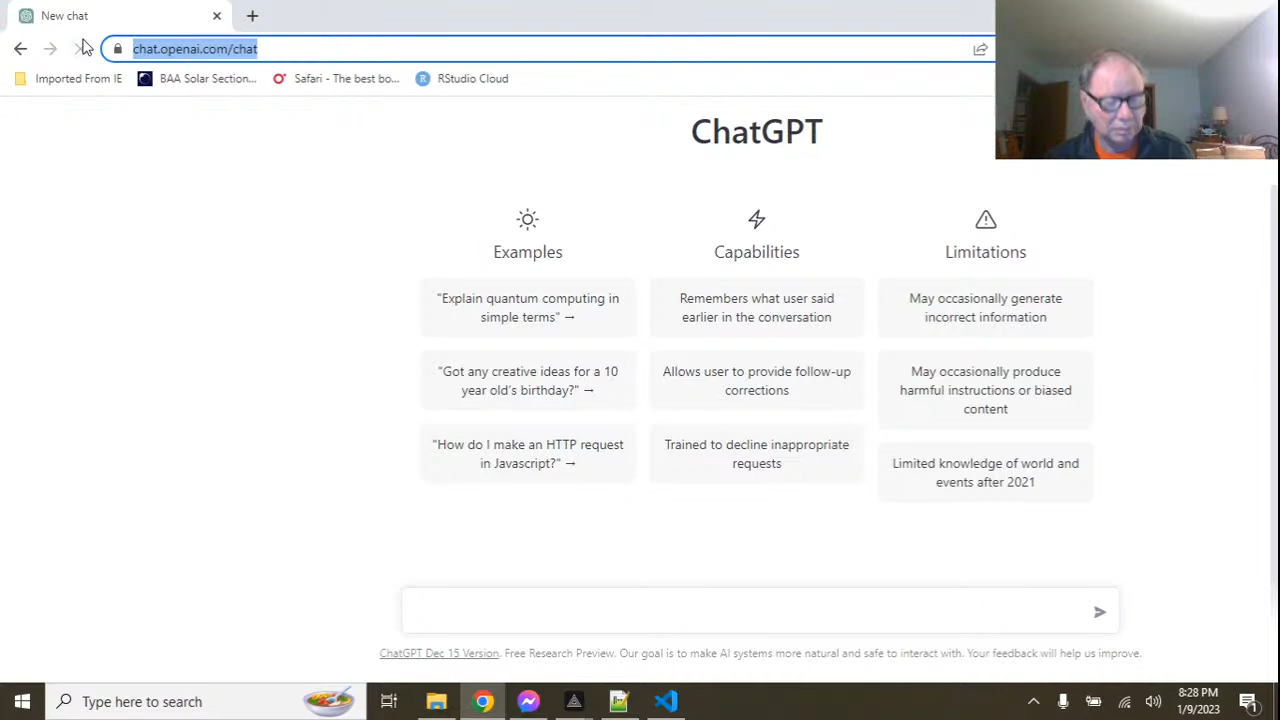 New chat
chat.openai.com/chat
Imported From IE
BAA Solar Section...
Safari - The best bo...
RStudio Cloud
ChatGPT
Examples
"Explain quantum computing in
simple terms" →
"Got any creative ideas for a 10
year old's birthday?" →
"How do I make an HTTP request
in Javascript?" →
Capabilities
Remembers what user said
earlier in the conversation
Allows user to provide follow-up
corrections
Trained to decline inappropriate
requests
Limitations
May occasionally generate
incorrect information
May occasionally produce
harmful instructions or biased
content
Limited knowledge of world and
events after 2021
ChatGPT Dec 15 Version. Free Research Preview. Our goal is to make AI systems more natural and safe to interact with. Your feedback will help us improve.
Type here to search
8:28 PM
1/9/2023
1